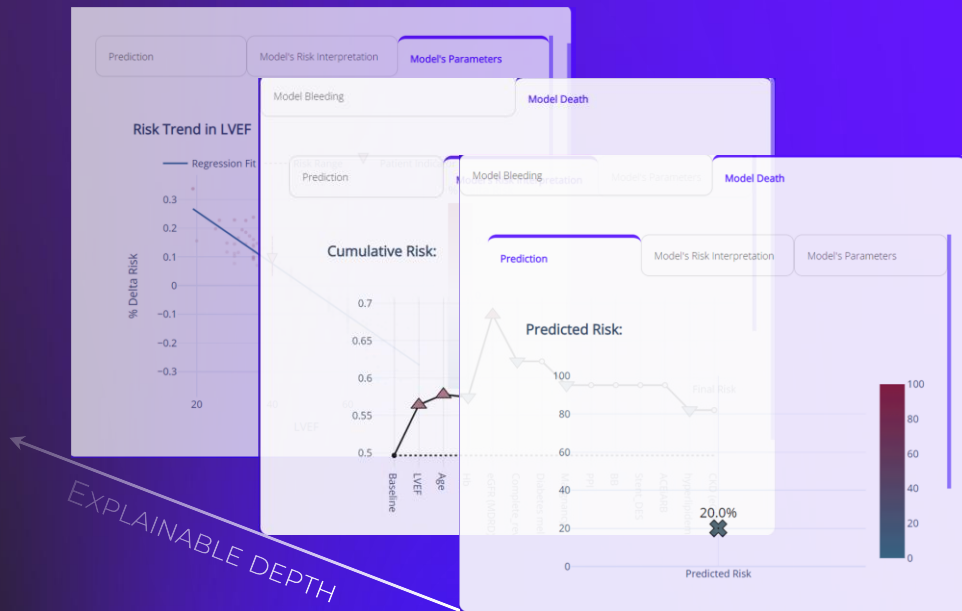 Prediction
Model's Risk Interpretation
Model's Parameters
Risk Trend in LVEF
Regression Fit
% Delta Risk
0.3
0.2
0.1
0
−0.1
−0.2
−0.3
20
40
LVEF
Model Bleeding
Model Death
Prediction
Cumulative Risk:
0.7
0.65
0.6
0.55
0.5
Baseline
LVEF
Age
Hb
Model Bleeding
Model Death
Prediction
Model's Risk Interpretation
Model's Parameters
Predicted Risk:
Final Risk
100
80
60
40
20
0
20.0%
Predicted Risk
100
80
60
40
20
0
EXPLAINABLE DEPTH